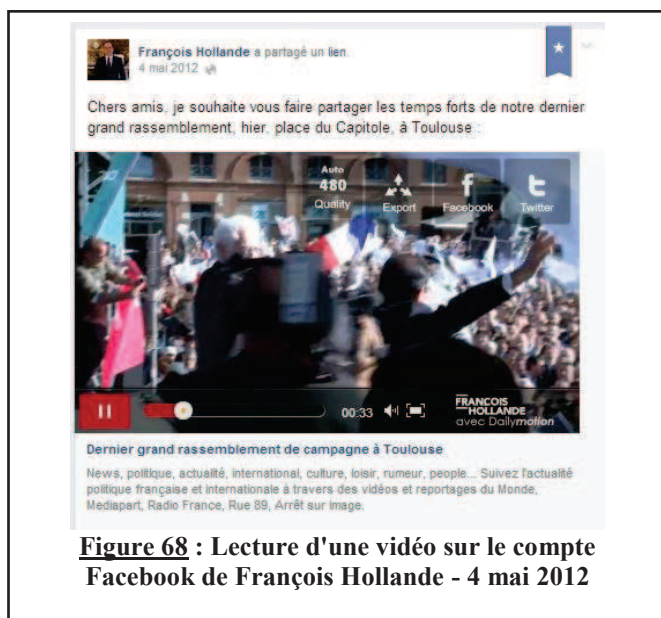 François Hollande a partagé un lien.
4 mai 2012
Chers amis, je souhaite vous faire partager les temps forts de notre dernier
grand rassemblement, hier, place du Capitole, à Toulouse :
Auto
480
Quality
Export
Facebook
Twitter
00:33
FRANÇOIS
HOLLANDE
avec Dailymotion
Dernier grand rassemblement de campagne à Toulouse
News, politique, actualité, international, culture, loisir, rumeur, people... Suivez l'actualité
politique française et internationale à travers des vidéos et reportages du Monde,
Mediapart, Radio France, Rue 89, Arrêt sur image.
Figure 68 : Lecture d'une vidéo sur le compte
Facebook de François Hollande - 4 mai 2012